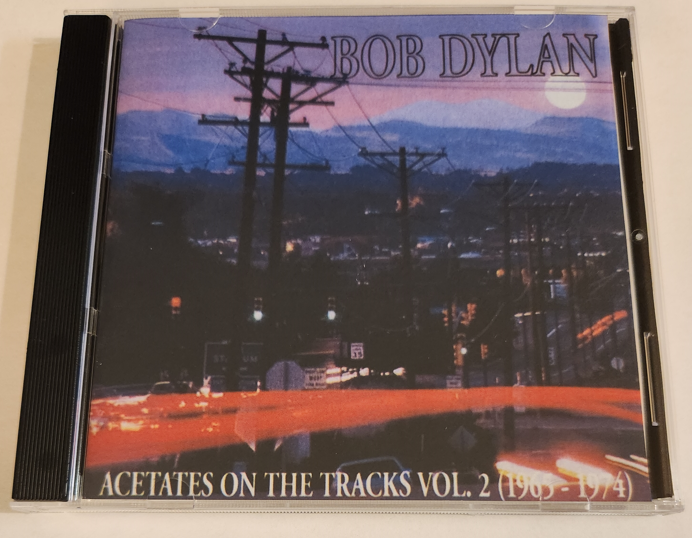 BOB DYLAN
ACETATES ON THE TRACKS VOL. 2 (1965 - 1974)